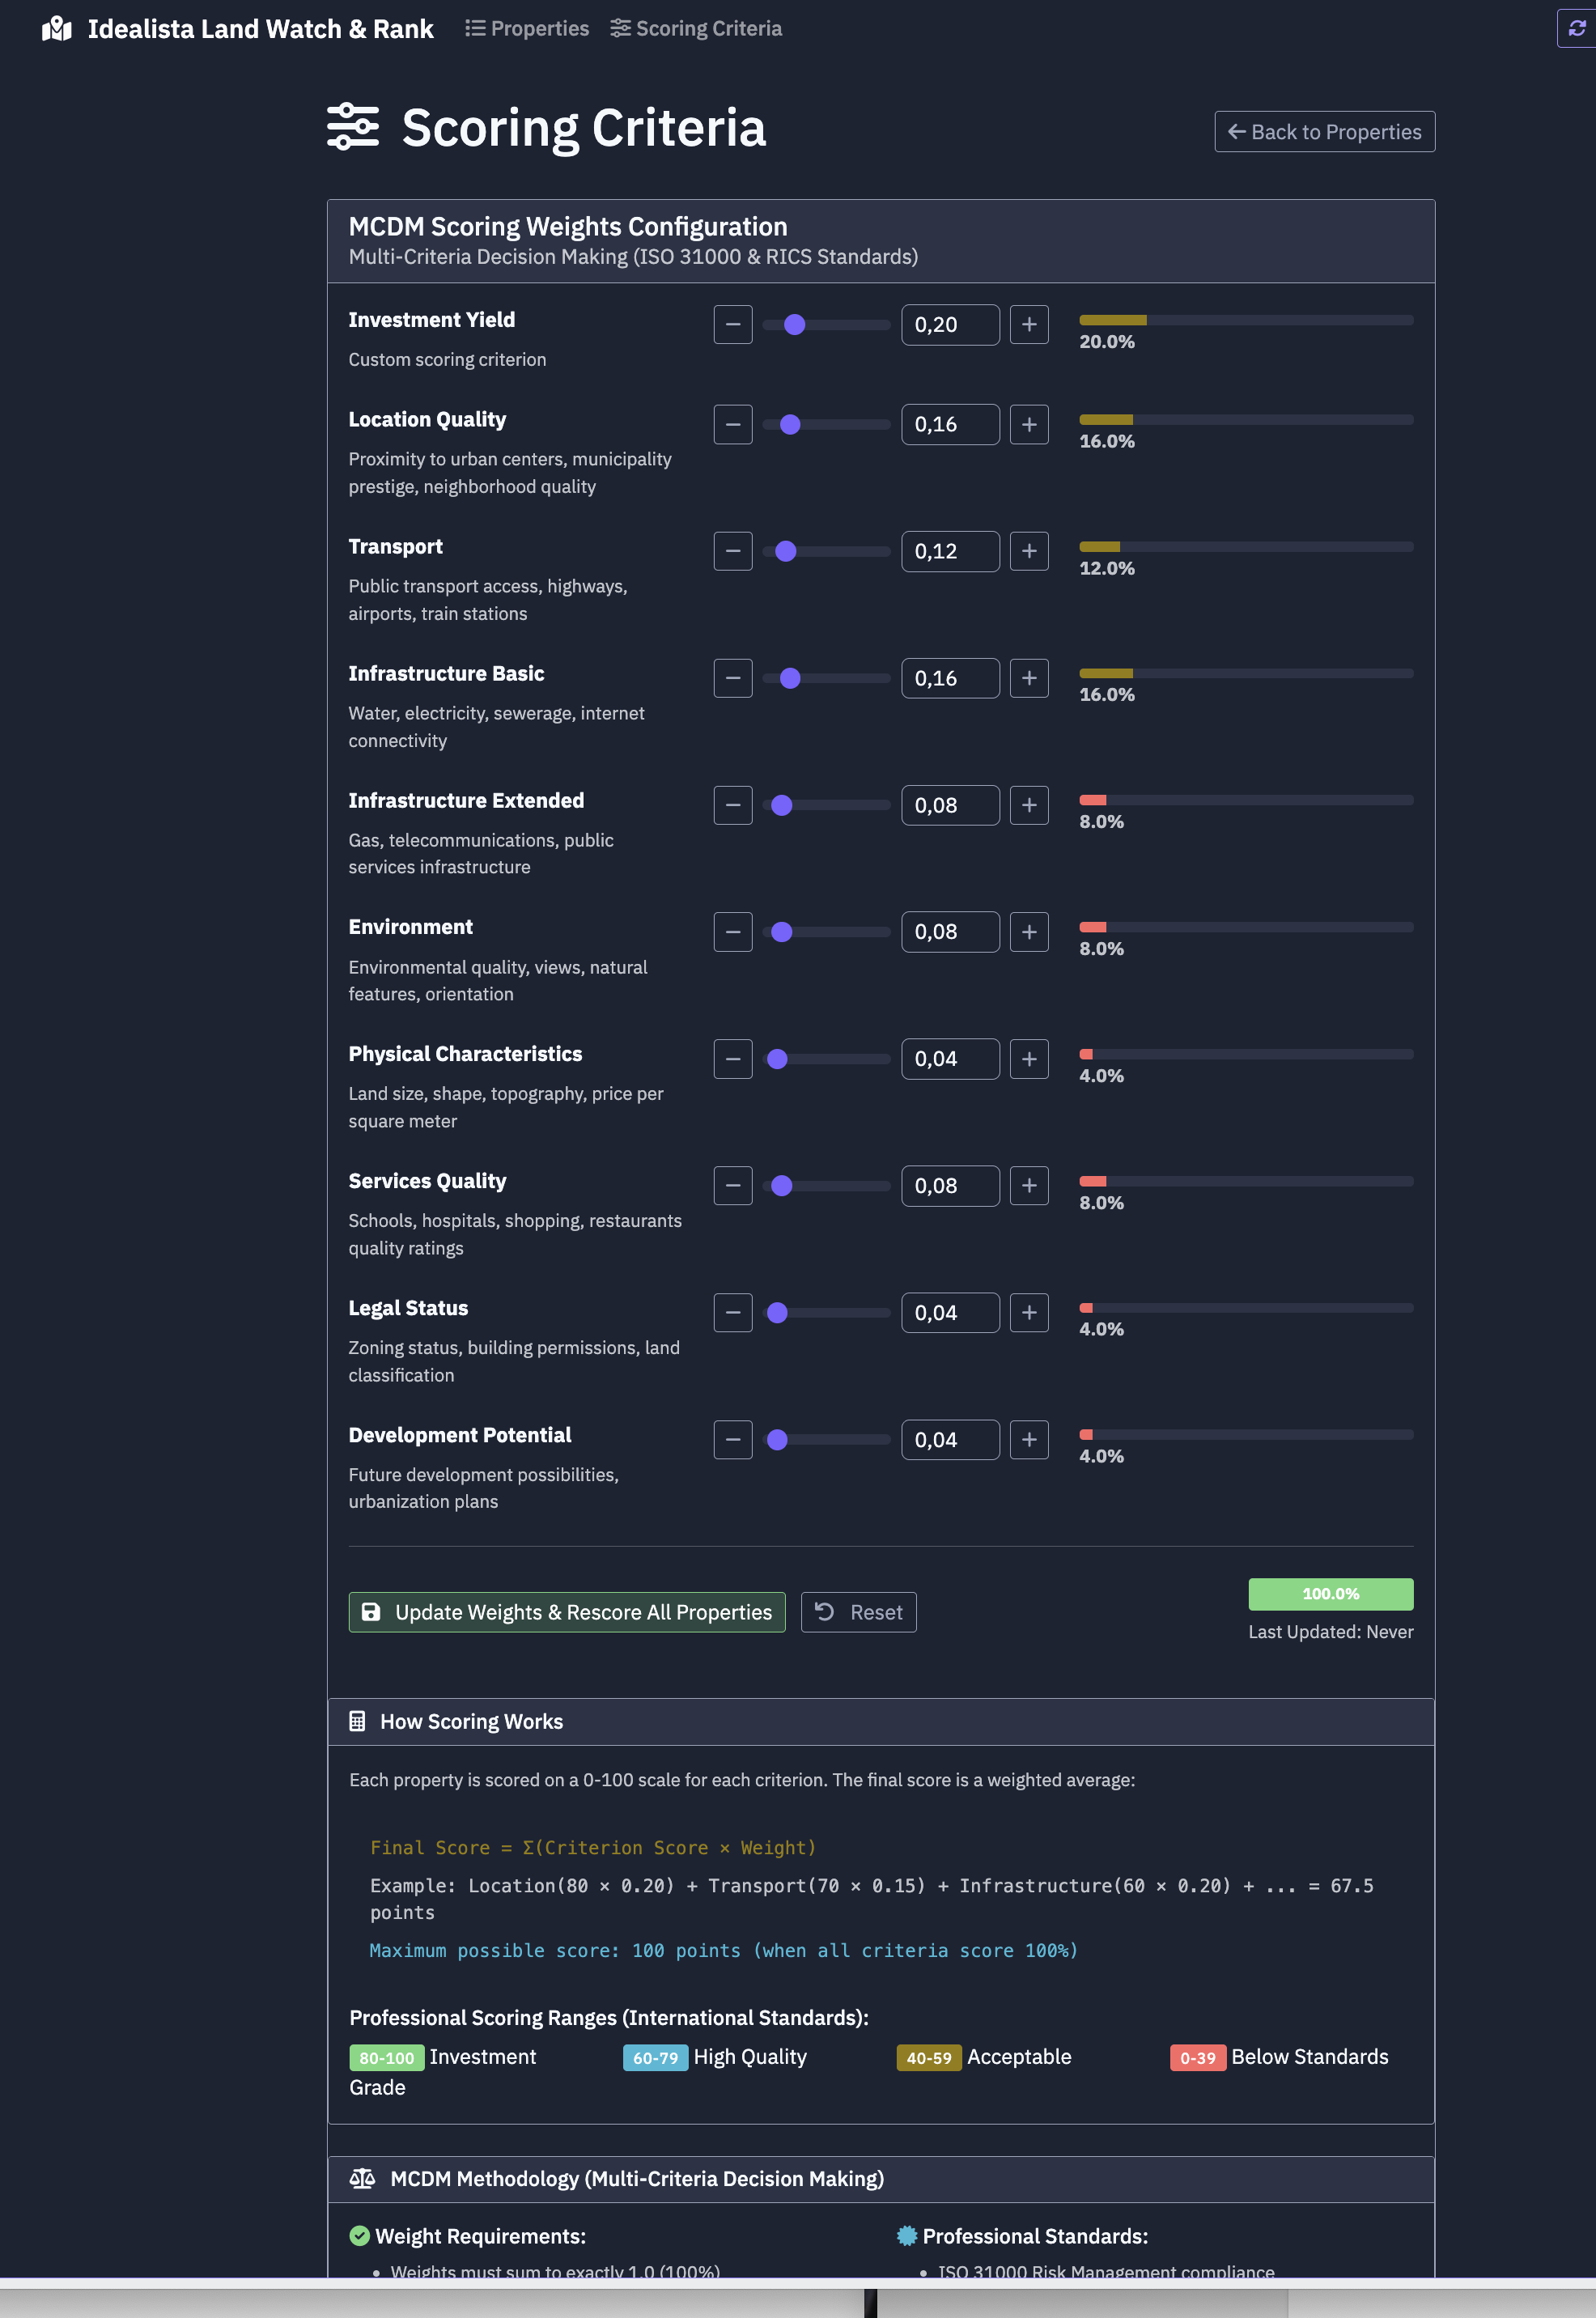 Idealista Land Watch & Rank
Properties
Scoring Criteria
Scoring Criteria
Back to Properties
MCDM Scoring Weights Configuration
Multi-Criteria Decision Making (ISO 31000 & RICS Standards)
Investment Yield
0,20
20.0%
Custom scoring criterion
Location Quality
0,16
16.0%
Proximity to urban centers, municipality
prestige, neighborhood quality
Transport
0,12
12.0%
Public transport access, highways,
airports, train stations
Infrastructure Basic
0,16
16.0%
Water, electricity, sewerage, internet
connectivity
Infrastructure Extended
0,08
8.0%
Gas, telecommunications, public
services infrastructure
Environment
0,08
8.0%
Environmental quality, views, natural
features, orientation
Physical Characteristics
0,04
4.0%
Land size, shape, topography, price per
square meter
Services Quality
0,08
8.0%
Schools, hospitals, shopping, restaurants
quality ratings
Legal Status
0,04
4.0%
Zoning status, building permissions, land
classification
Development Potential
0,04
4.0%
Future development possibilities,
urbanization plans
Update Weights & Rescore All Properties
Reset
100.0%
Last Updated: Never
How Scoring Works
Each property is scored on a 0-100 scale for each criterion. The final score is a weighted average:
Final Score = Σ(Criterion Score × Weight)
Example: Location(80 × 0.20) + Transport(70 × 0.15) + Infrastructure(60 × 0.20) + ... = 67.5
points
Maximum possible score: 100 points (when all criteria score 100%)
Professional Scoring Ranges (International Standards):
80-100 Investment
Grade
60-79 High Quality
40-59 Acceptable
0-39 Below Standards
MCDM Methodology (Multi-Criteria Decision Making)
Weight Requirements:
• Weights must sum to exactly 1.0 (100%)
Professional Standards:
• ISO 31000 Risk Management compliance